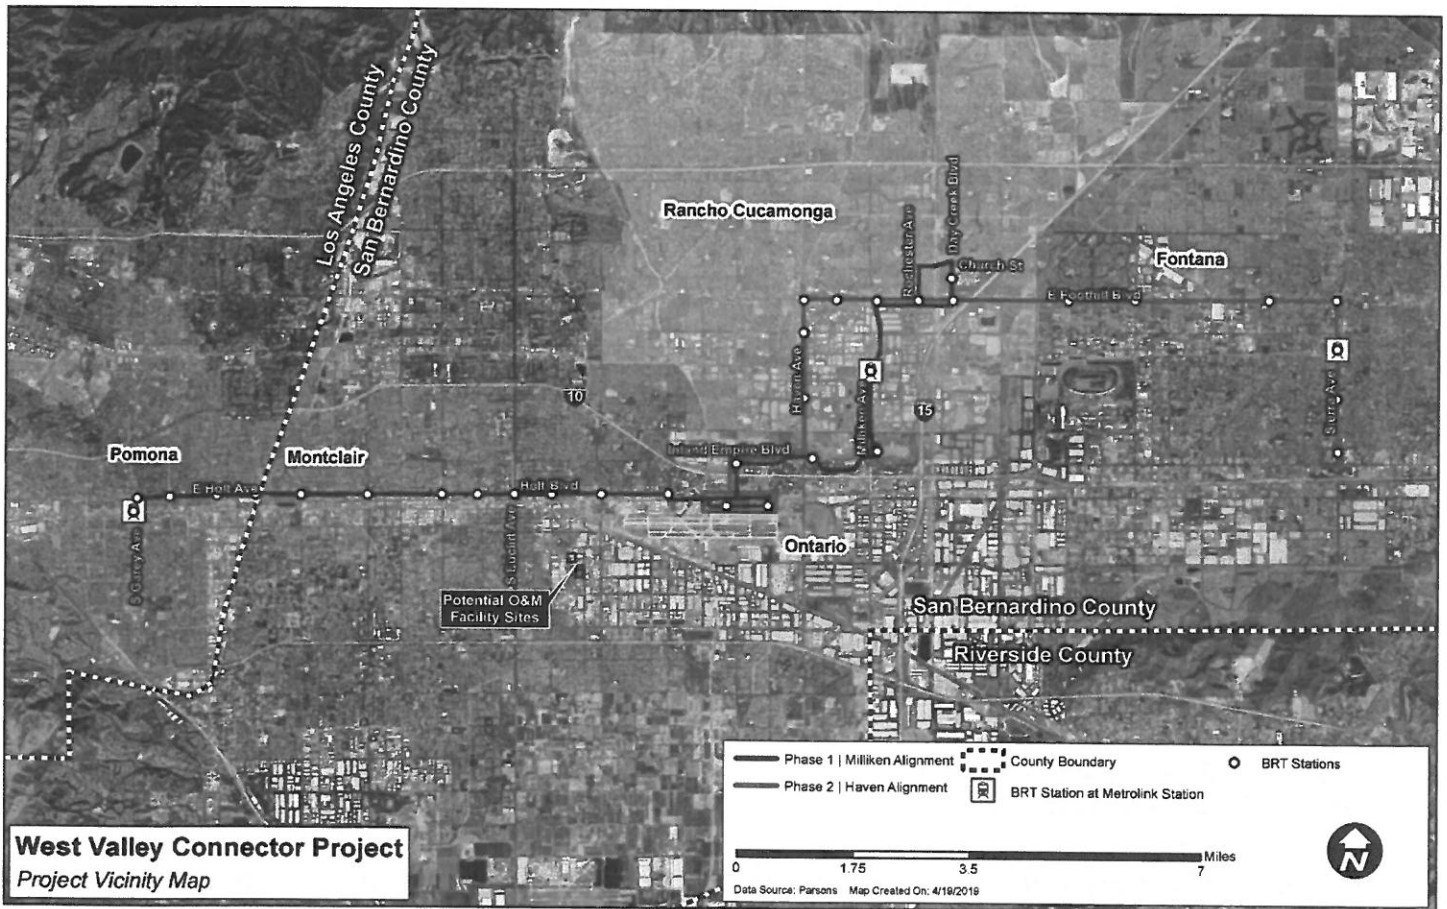 Los Angeles County
San Bernardino County
Rancho Cucamonga
Rochester Ave
Day Creek Blvd
Church St
Fontana
E Foothill Blvd
Haven Ave
Milliken Ave
Sierra Ave
10
15
Pomona
Montclair
Inland Empire Blvd
E Holt Ave
Holt Blvd
S Garey Ave
S Euclid Ave
Ontario
Potential O&M
Facility Sites
San Bernardino County
Riverside County
Phase 1 | Milliken Alignment
County Boundary
BRT Stations
Phase 2 | Haven Alignment
BRT Station at Metrolink Station
0 1.75 3.5 7 Miles
Data Source: Parsons Map Created On: 4/19/2019
N
West Valley Connector Project
Project Vicinity Map